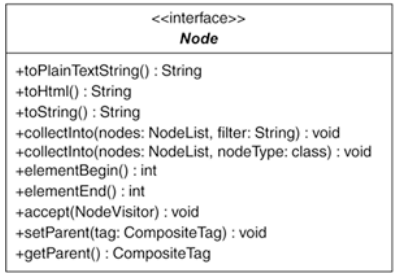 <<interface>>
Node
+toPlainTextString() : String
+toHtml() : String
+toString() : String
+collectInto(nodes: NodeList, filter: String) : void
+collectInto(nodes: NodeList, nodeType: class) : void
+elementBegin() : int
+elementEnd() : int
+accept(NodeVisitor) : void
+setParent(tag: CompositeTag) : void
+getParent() : CompositeTag